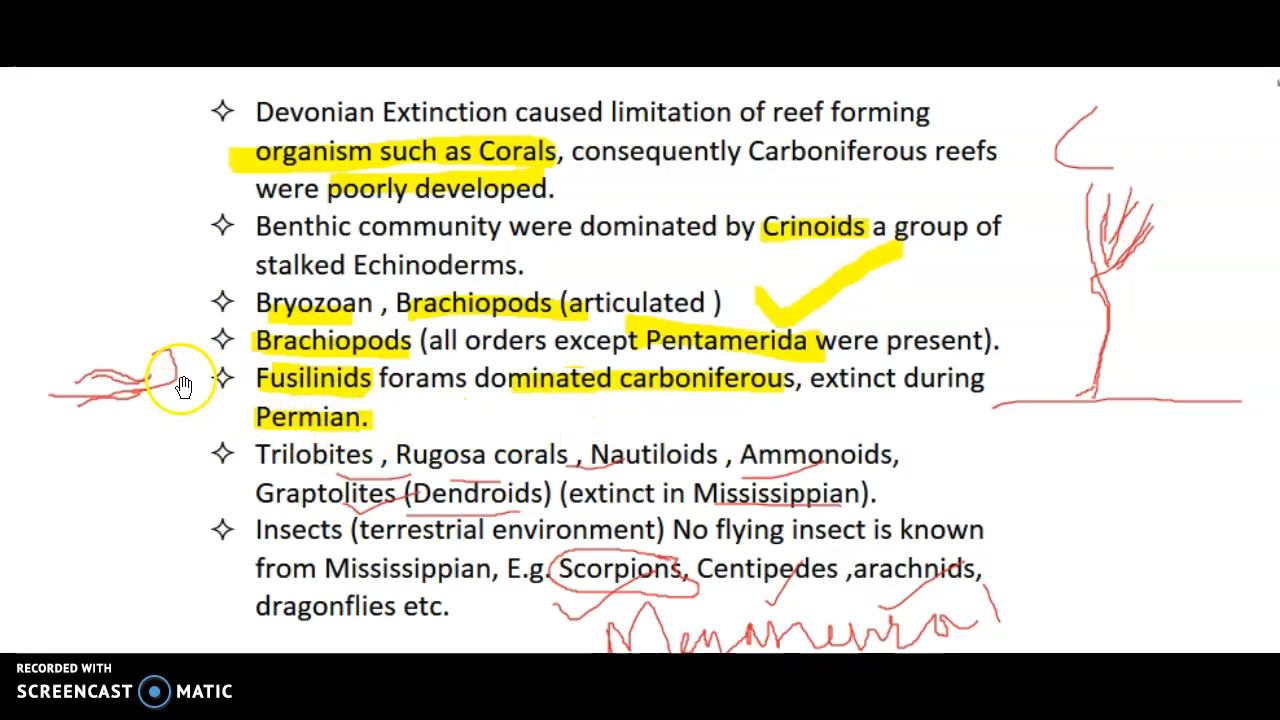 ✧ Devonian Extinction caused limitation of reef forming
organism such as Corals, consequently Carboniferous reefs
were poorly developed.
✧ Benthic community were dominated by Crinoids a group of
stalked Echinoderms.
✧ Bryozoan , Brachiopods (articulated )
✧ Brachiopods (all orders except Pentamerida were present).
✧ Fusilinids forams dominated carboniferous, extinct during
Permian.
✧ Trilobites , Rugosa corals , Nautiloids , Ammonoids,
Graptolites (Dendroids) (extinct in Mississippian).
✧ Insects (terrestrial environment) No flying insect is known
from Mississippian, E.g. Scorpions, Centipedes ,arachnids,
dragonflies etc.
RECORDED WITH
SCREENCAST MATIC